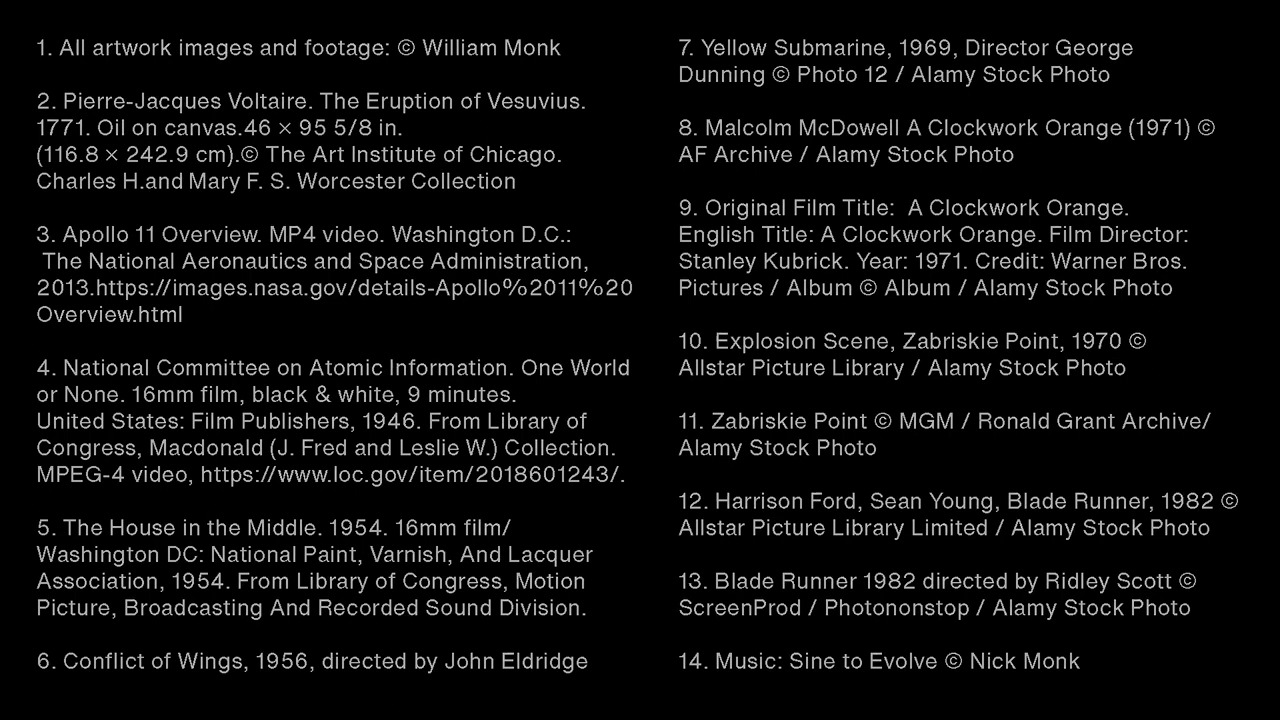 1. All artwork images and footage: © William Monk
2. Pierre-Jacques Voltaire. The Eruption of Vesuvius.
1771. Oil on canvas.46 × 95 5/8 in.
(116.8 × 242.9 cm).© The Art Institute of Chicago.
Charles H.and Mary F. S. Worcester Collection
3. Apollo 11 Overview. MP4 video. Washington D.C.:
The National Aeronautics and Space Administration,
2013.https://images.nasa.gov/details-Apollo%2011%20
Overview.html
4. National Committee on Atomic Information. One World
or None. 16mm film, black & white, 9 minutes.
United States: Film Publishers, 1946. From Library of
Congress, Macdonald (J. Fred and Leslie W.) Collection.
MPEG-4 video, https://www.loc.gov/item/2018601243/.
5. The House in the Middle. 1954. 16mm film/
Washington DC: National Paint, Varnish, And Lacquer
Association, 1954. From Library of Congress, Motion
Picture, Broadcasting And Recorded Sound Division.
6. Conflict of Wings, 1956, directed by John Eldridge
7. Yellow Submarine, 1969, Director George
Dunning © Photo 12 / Alamy Stock Photo
8. Malcolm McDowell A Clockwork Orange (1971) ©
AF Archive / Alamy Stock Photo
9. Original Film Title:  A Clockwork Orange.
English Title: A Clockwork Orange. Film Director:
Stanley Kubrick. Year: 1971. Credit: Warner Bros.
Pictures / Album © Album / Alamy Stock Photo
10. Explosion Scene, Zabriskie Point, 1970 ©
Allstar Picture Library / Alamy Stock Photo
11. Zabriskie Point © MGM / Ronald Grant Archive/
Alamy Stock Photo
12. Harrison Ford, Sean Young, Blade Runner, 1982 ©
Allstar Picture Library Limited / Alamy Stock Photo
13. Blade Runner 1982 directed by Ridley Scott ©
ScreenProd / Photononstop / Alamy Stock Photo
14. Music: Sine to Evolve © Nick Monk